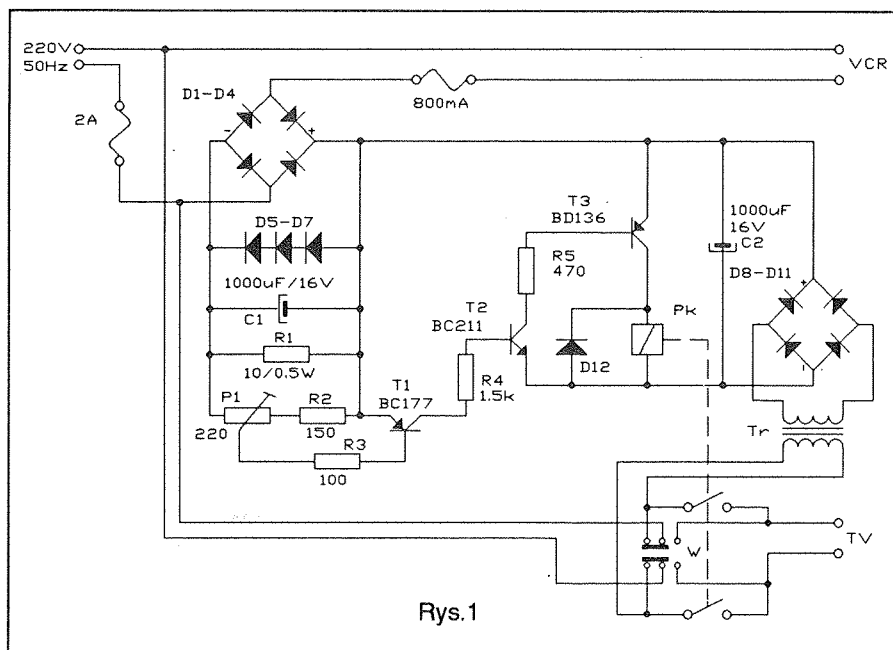 220V
50Hz
VCR
800mA
D1-D4
2A
-
+
T3
BD136
1000uF
16V
C2
D5-D7
R5
470
D8-D11
1000uF/16V
C1
T2
BC211
+
-
Pk
R1
10/0.5W
D12
R4
1.5k
T1
BC177
P1
220
R2
150
R3
100
Tr
W
TV
Rys.1